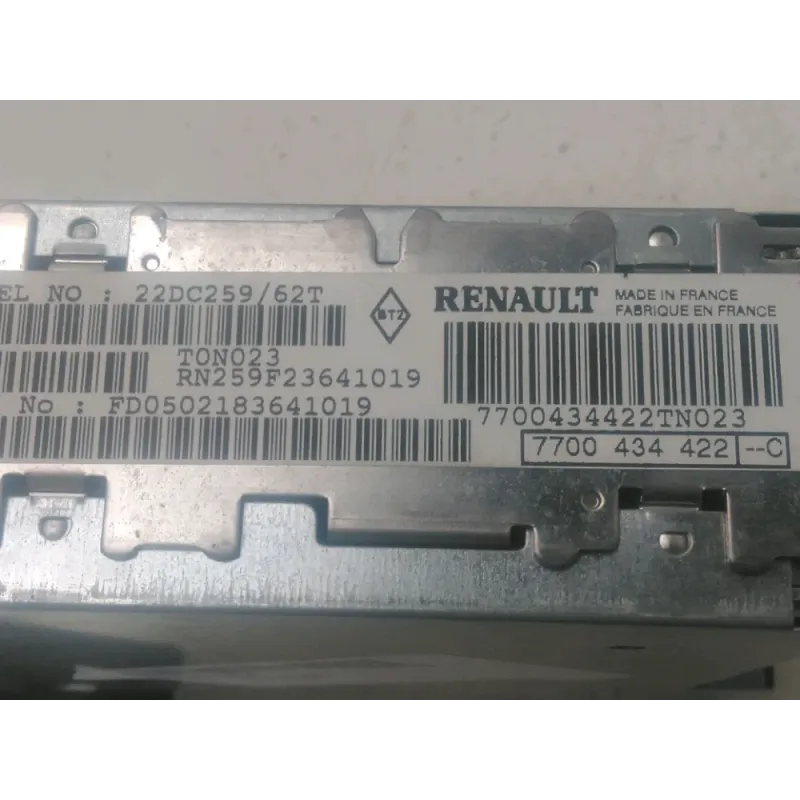 EL NO : 22DC259/62T
TON023
RN259F23641019
No : FD0502183641019
BTZ
RENAULT
MADE IN FRANCE
FABRIQUE EN FRANCE
7700434422TN023
7700 434 422 --C